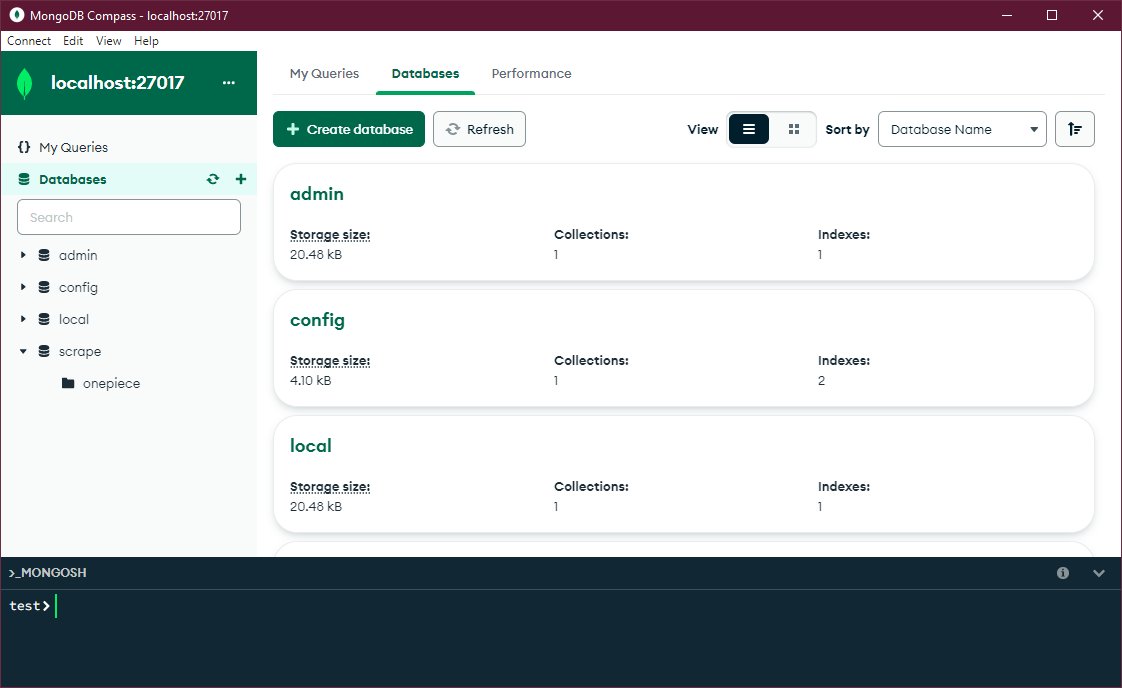 MongoDB Compass - localhost:27017
Connect Edit View Help
localhost:27017
My Queries
Databases
Search
admin
config
local
scrape
onepiece
My Queries Databases Performance
Create database Refresh View Sort by Database Name
admin
Storage size: Collections: Indexes:
20.48 kB 1 1
config
Storage size: Collections: Indexes:
4.10 kB 1 2
local
Storage size: Collections: Indexes:
20.48 kB 1 1
>_MONGOSH
test>